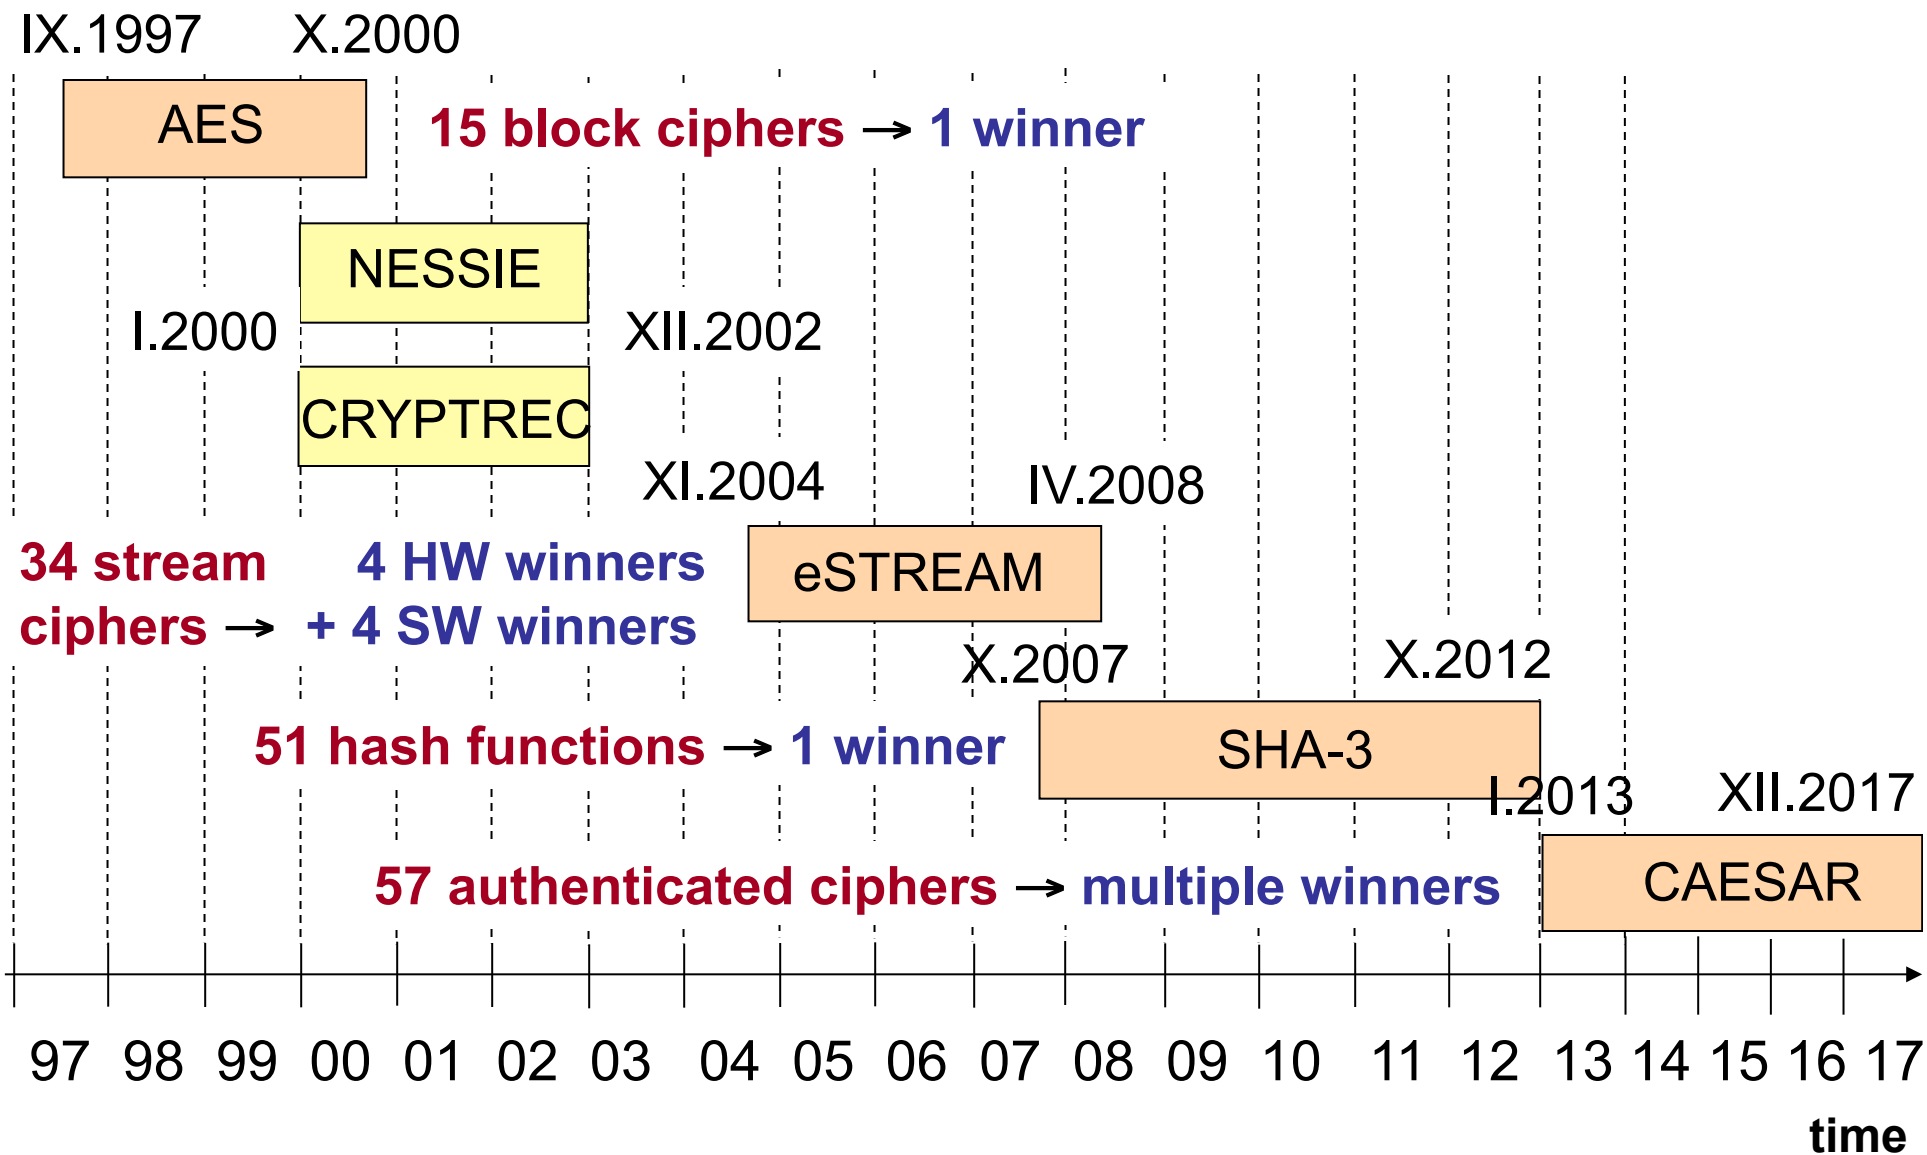 IX.1997 X.2000
AES
15 block ciphers → 1 winner
NESSIE
I.2000 XII.2002
CRYPTREC
XI.2004 IV.2008
34 stream 4 HW winners
ciphers → + 4 SW winners
eSTREAM
X.2007 X.2012
51 hash functions → 1 winner
SHA-3
I.2013 XII.2017
57 authenticated ciphers → multiple winners
CAESAR
97 98 99 00 01 02 03 04 05 06 07 08 09 10 11 12 13 14 15 16 17
time